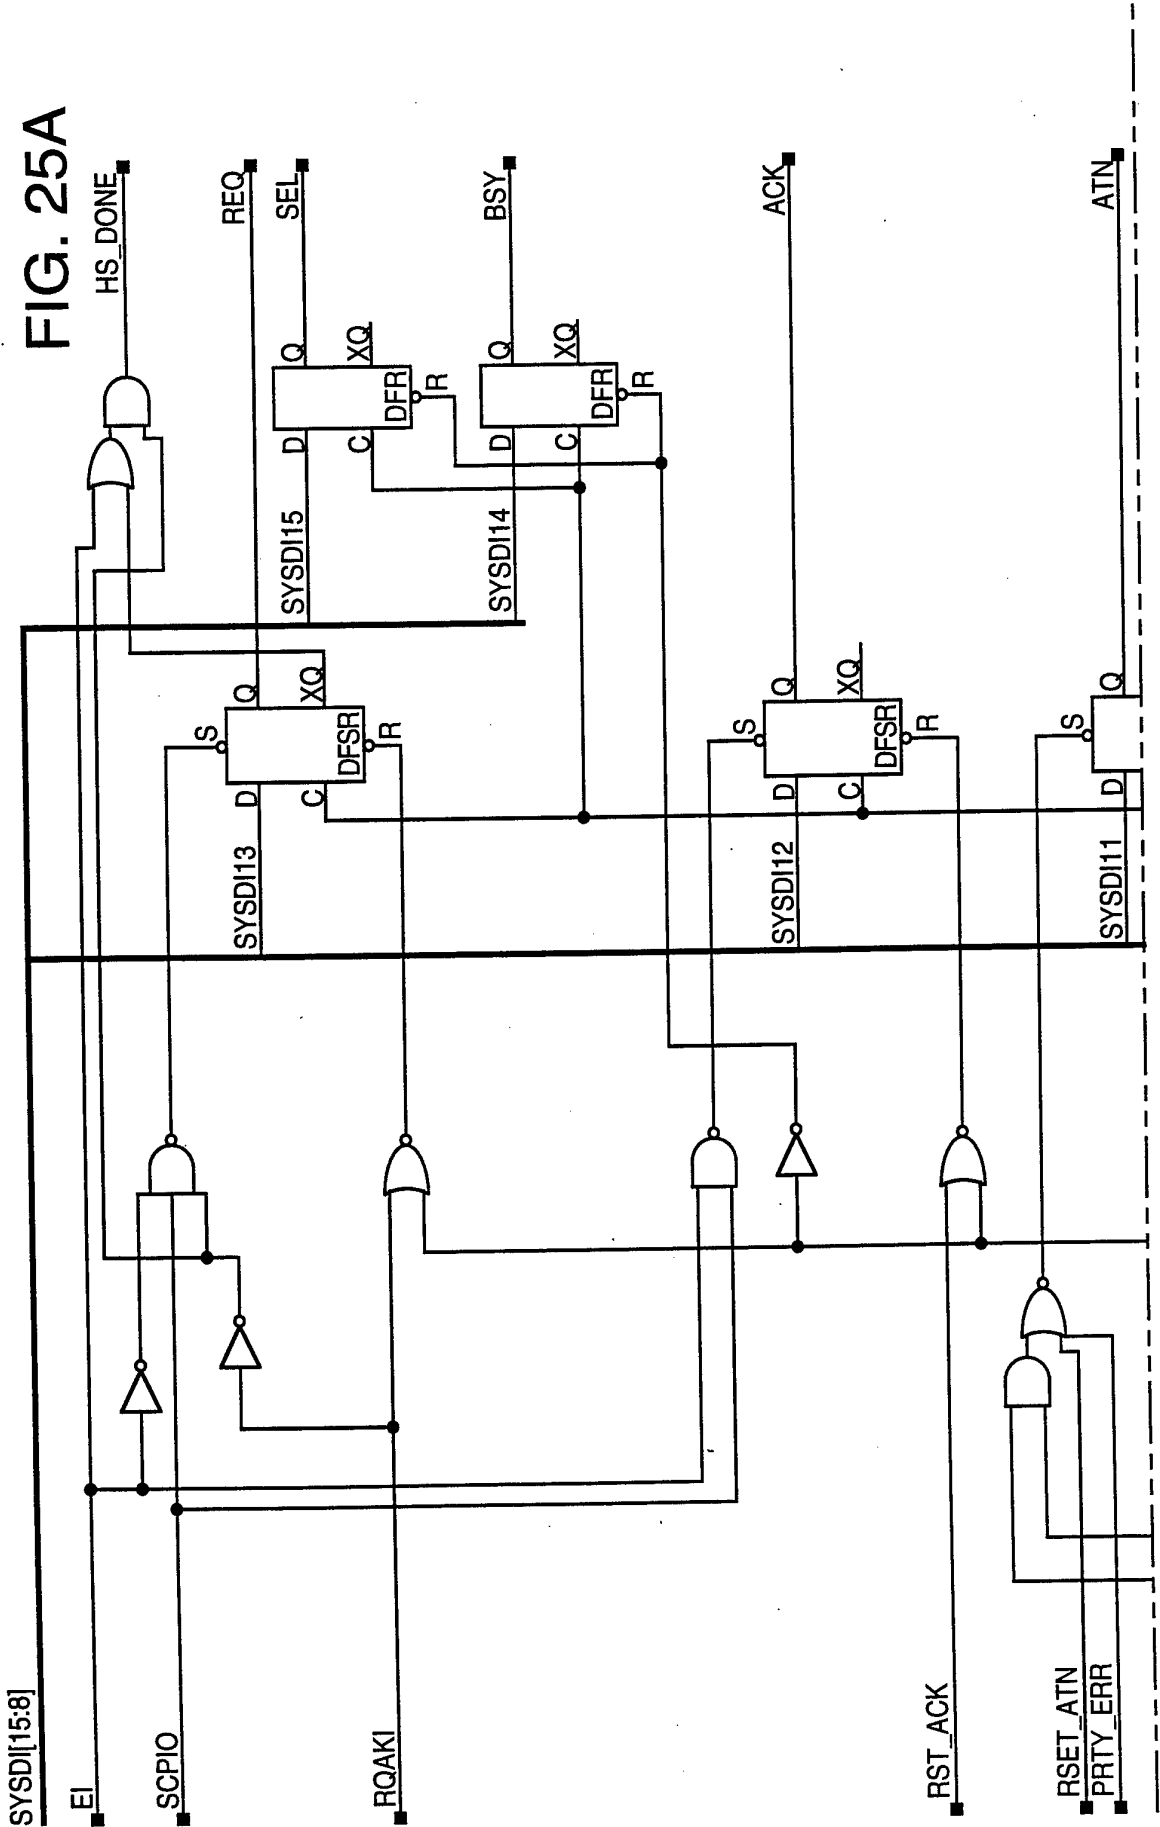 FIG. 25A
SYSDI[15:8]
EI
SCPIO
RQAKI
RST_ACK
RSET_ATN
PRTY_ERR
SYSDI13
D
C
S
DFSR
R
Q
XQ
SYSDI15
D
C
DFR
R
Q
XQ
SYSDI14
D
C
DFR
R
Q
XQ
SYSDI12
D
C
S
DFSR
R
Q
XQ
SYSDI11
D
S
Q
HS_DONE
REQ
SEL
BSY
ACK
ATN